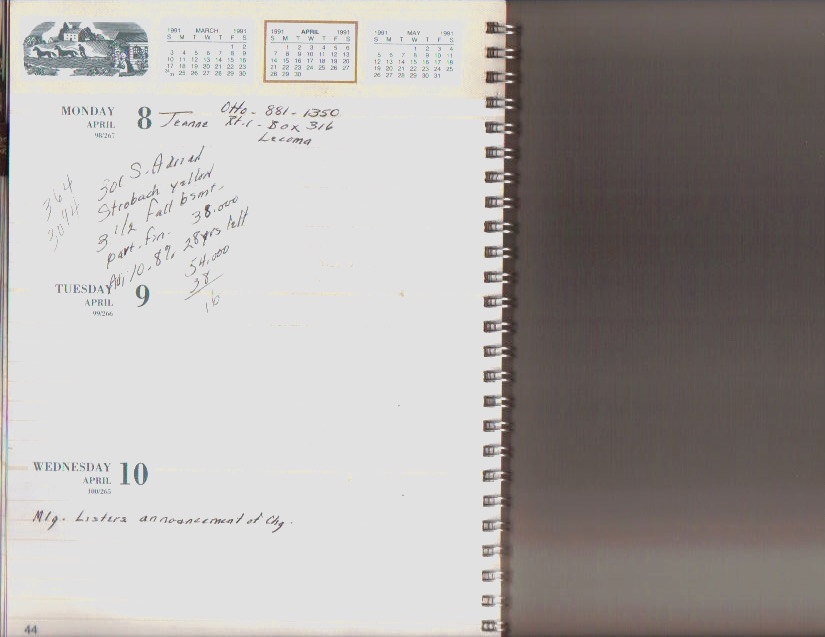 1991 MARCH 1991
S M T W T F S
1 2
3 4 5 6 7 8 9
10 11 12 13 14 15 16
17 18 19 20 21 22 23
24/31 25 26 27 28 29 30
1991 APRIL 1991
S M T W T F S
1 2 3 4 5 6
7 8 9 10 11 12 13
14 15 16 17 18 19 20
21 22 23 24 25 26 27
28 29 30
1991 MAY 1991
S M T W T F S
1 2 3 4
5 6 7 8 9 10 11
12 13 14 15 16 17 18
19 20 21 22 23 24 25
26 27 28 29 30 31
MONDAY 8
APRIL
98/267
Otto - 881 - 1350
Jeanne Rt. 1 - Box 316
Lecoma
364
301 S.
Strobach yellow
3 1/2 Full bsmt.
part. fin. 38.000
Adj 10.8% 28yrs left
54.000
38
16
TUESDAY 9
APRIL
99/266
WEDNESDAY 10
APRIL
100/265
Mtg. Listers announcement of Chg.
44